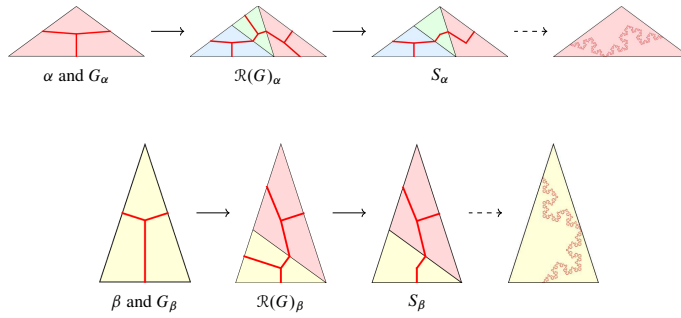 α and G_α
ℛ(G)_α
S_α
β and G_β
ℛ(G)_β
S_β